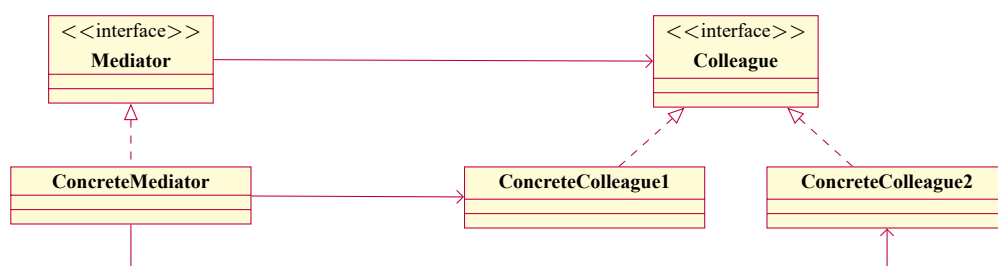 <<interface>>
Mediator
<<interface>>
Colleague
ConcreteMediator
ConcreteColleague1
ConcreteColleague2